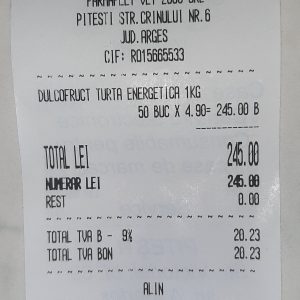 PITESTI STR.CRINULUI NR.6
JUD.ARGES
CIF: RO15665533
DULCOFRUCT TURTA ENERGETICA 1KG
50 BUC X 4.90= 245.00 B
TOTAL LEI 245.00
NUMERAR LEI 245.00
REST 0.00
TOTAL TVA B - 9% 20.23
TOTAL TVA BON 20.23
ALIN